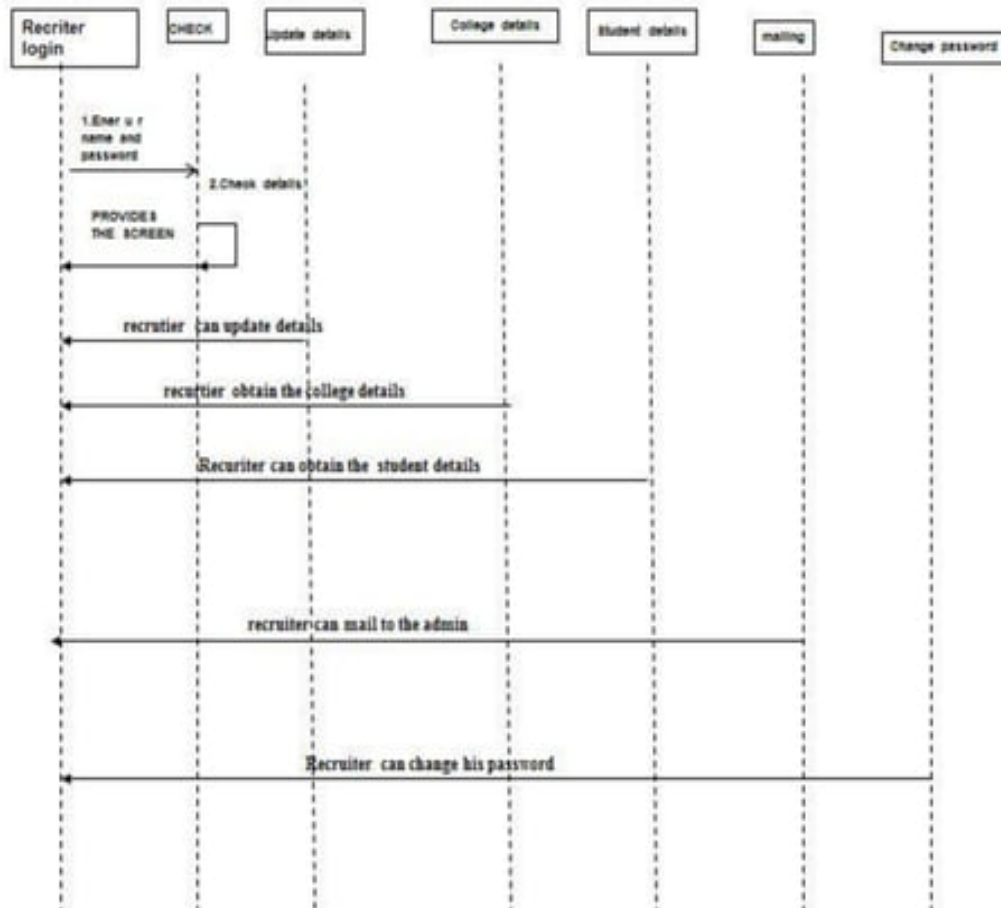 Recriter
login
CHECK
Update details
College details
Student details
mailing
Change password
1.Ener u r
name and
password
2.Check details
PROVIDES
THE SCREEN
recrutier can update details
recurtier obtain the college details
Recuriter can obtain the student details
recruiter can mail to the admin
Recruiter can change his password